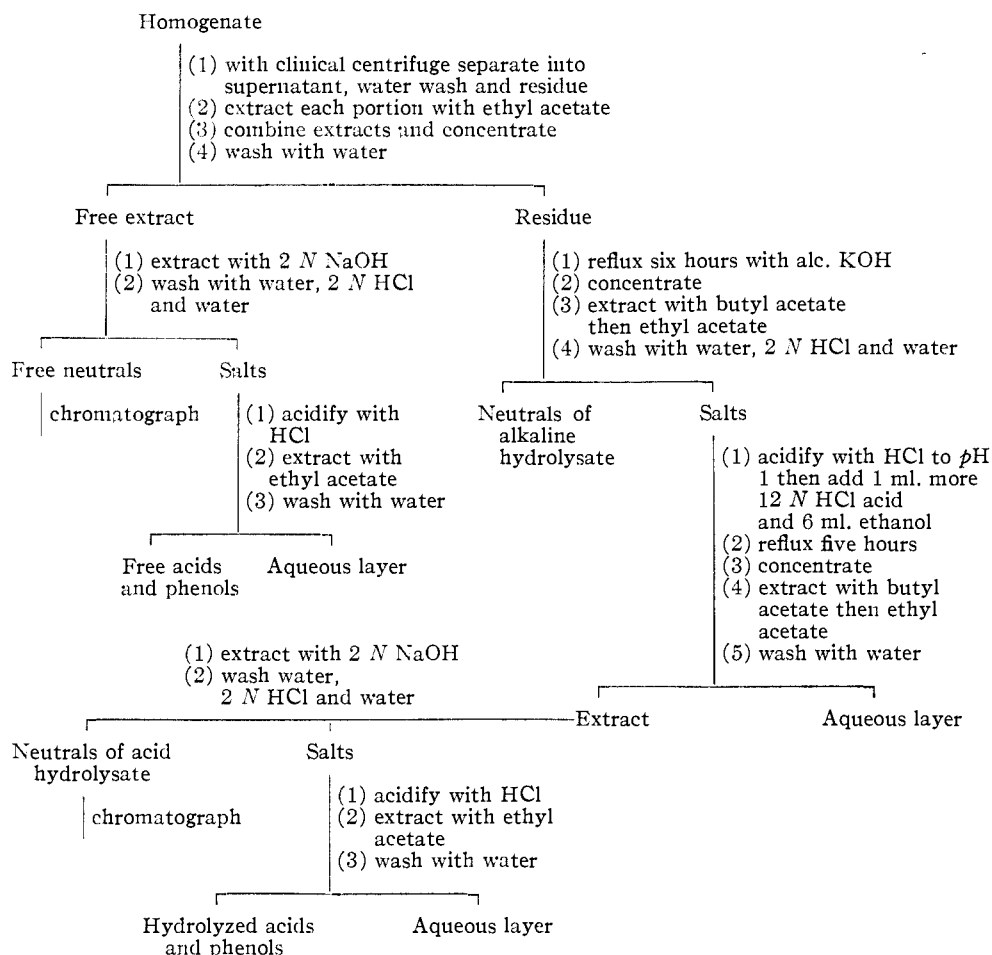 Homogenate
(1) with clinical centrifuge separate into
supernatant, water wash and residue
(2) extract each portion with ethyl acetate
(3) combine extracts and concentrate
(4) wash with water
Free extract
(1) extract with 2 N NaOH
(2) wash with water, 2 N HCl
and water
Free neutrals
chromatograph
Salts
(1) acidify with
HCl
(2) extract with
ethyl acetate
(3) wash with water
Free acids
and phenols
Aqueous layer
Residue
(1) reflux six hours with alc. KOH
(2) concentrate
(3) extract with butyl acetate
then ethyl acetate
(4) wash with water, 2 N HCl and water
Neutrals of
alkaline
hydrolysate
Salts
(1) acidify with HCl to pH
1 then add 1 ml. more
12 N HCl acid
and 6 ml. ethanol
(2) reflux five hours
(3) concentrate
(4) extract with butyl
acetate then ethyl
acetate
(5) wash with water
Extract
Aqueous layer
(1) extract with 2 N NaOH
(2) wash water,
2 N HCl and water
Neutrals of acid
hydrolysate
chromatograph
Salts
(1) acidify with HCl
(2) extract with ethyl
acetate
(3) wash with water
Hydrolyzed acids
and phenols
Aqueous layer